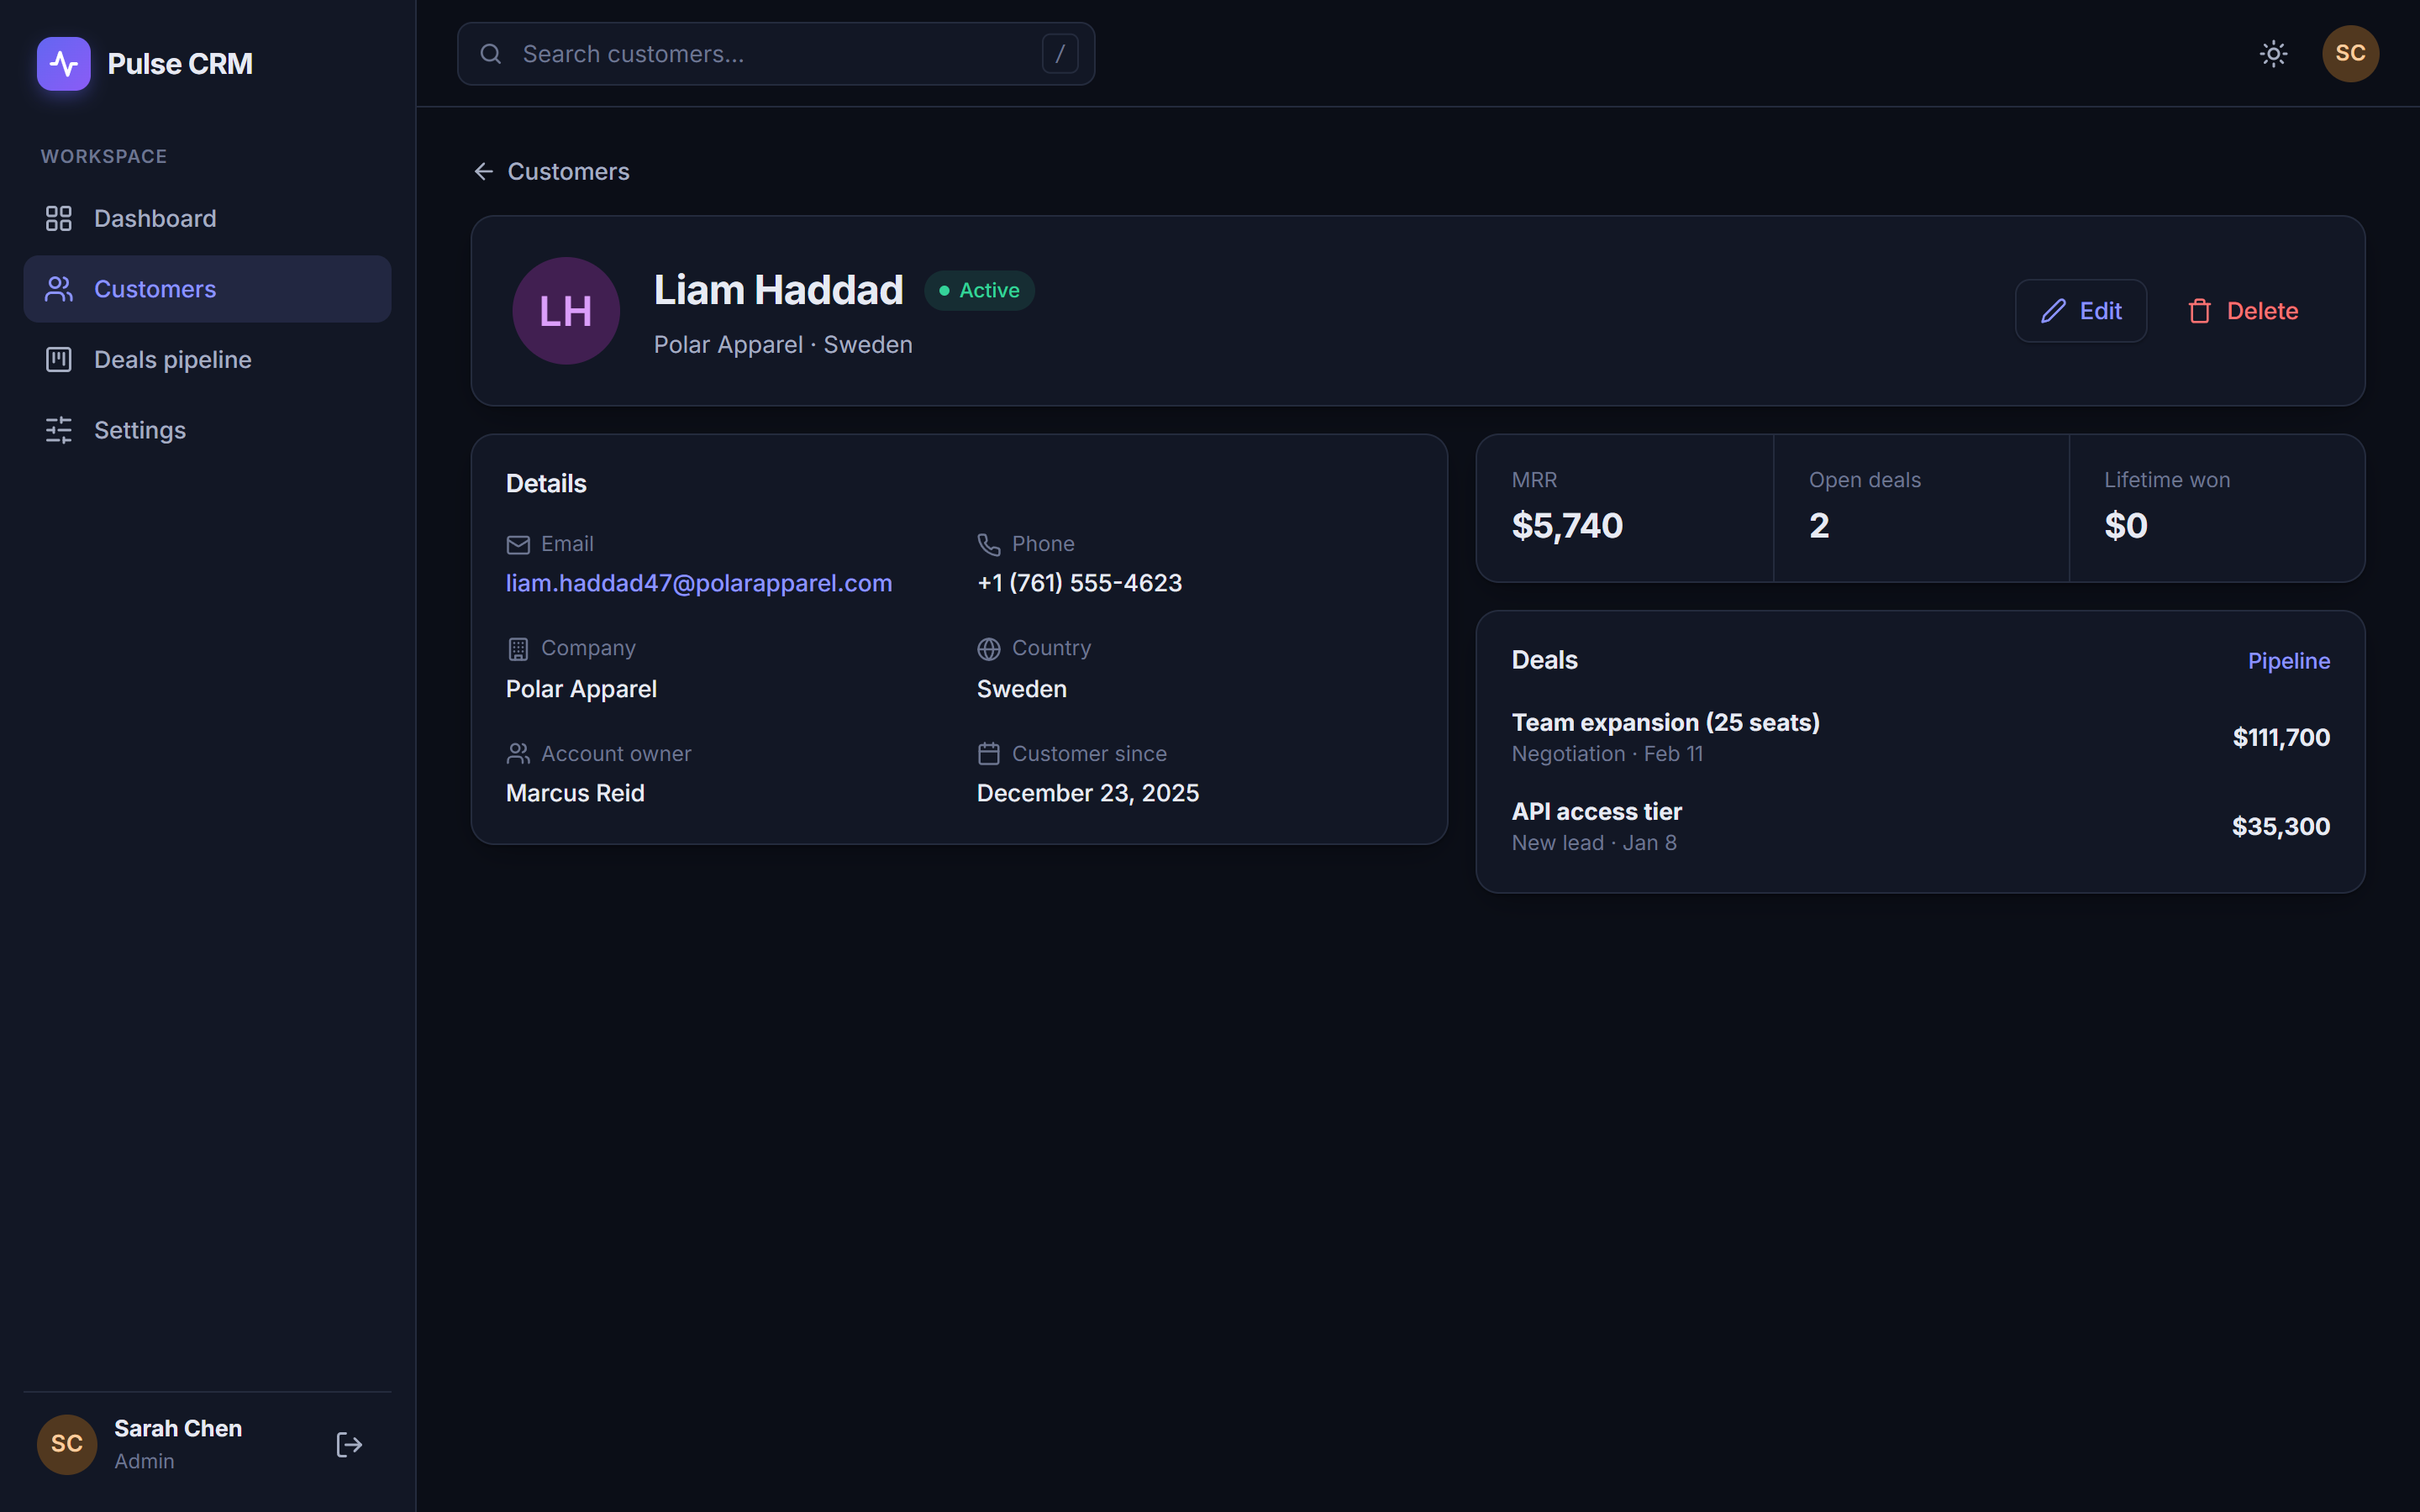 Pulse CRM
WORKSPACE
Dashboard
Customers
Deals pipeline
Settings
SC
Sarah Chen
Admin
Search customers...
/
SC
Customers
LH
Liam Haddad
Active
Polar Apparel · Sweden
Edit
Delete
Details
Email
liam.haddad47@polarapparel.com
Phone
+1 (761) 555-4623
Company
Polar Apparel
Country
Sweden
Account owner
Marcus Reid
Customer since
December 23, 2025
MRR
$5,740
Open deals
2
Lifetime won
$0
Deals
Pipeline
Team expansion (25 seats)
Negotiation · Feb 11
$111,700
API access tier
New lead · Jan 8
$35,300